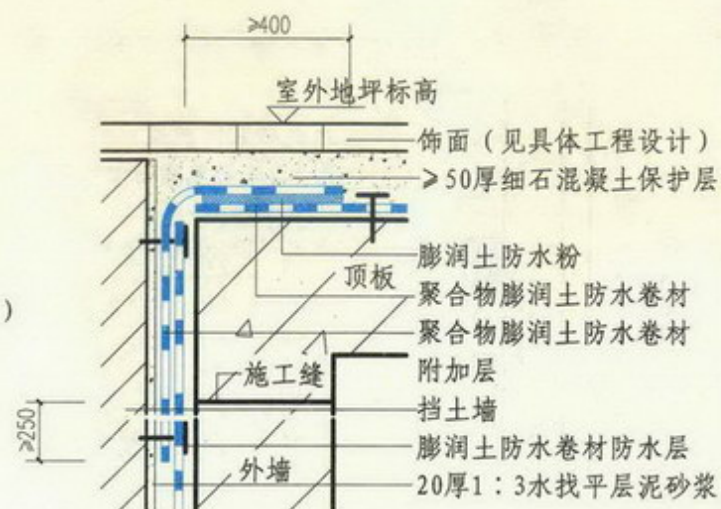 ≥400
室外地坪标高
饰面（见具体工程设计）
≥50厚细石混凝土保护层
膨润土防水粉
顶板
聚合物膨润土防水卷材
)
聚合物膨润土防水卷材
施工缝
附加层
挡土墙
≥250
膨润土防水卷材防水层
外墙
20厚1：3水找平层泥砂浆